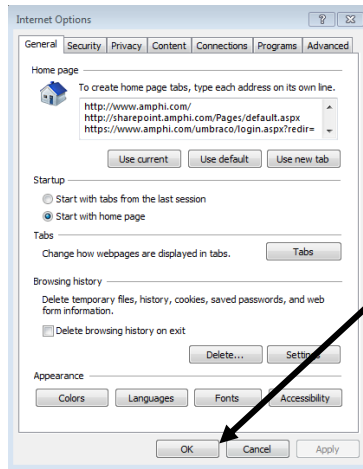 Internet Options
General Security Privacy Content Connections Programs Advanced
Home page
To create home page tabs, type each address on its own line.
http://www.amphi.com/
http://sharepoint.amphi.com/Pages/default.aspx
https://www.amphi.com/umbraco/login.aspx?redir=
Use current Use default Use new tab
Startup
Start with tabs from the last session
Start with home page
Tabs
Change how webpages are displayed in tabs. Tabs
Browsing history
Delete temporary files, history, cookies, saved passwords, and web
form information.
Delete browsing history on exit
Delete... Settings
Appearance
Colors Languages Fonts Accessibility
OK Cancel Apply